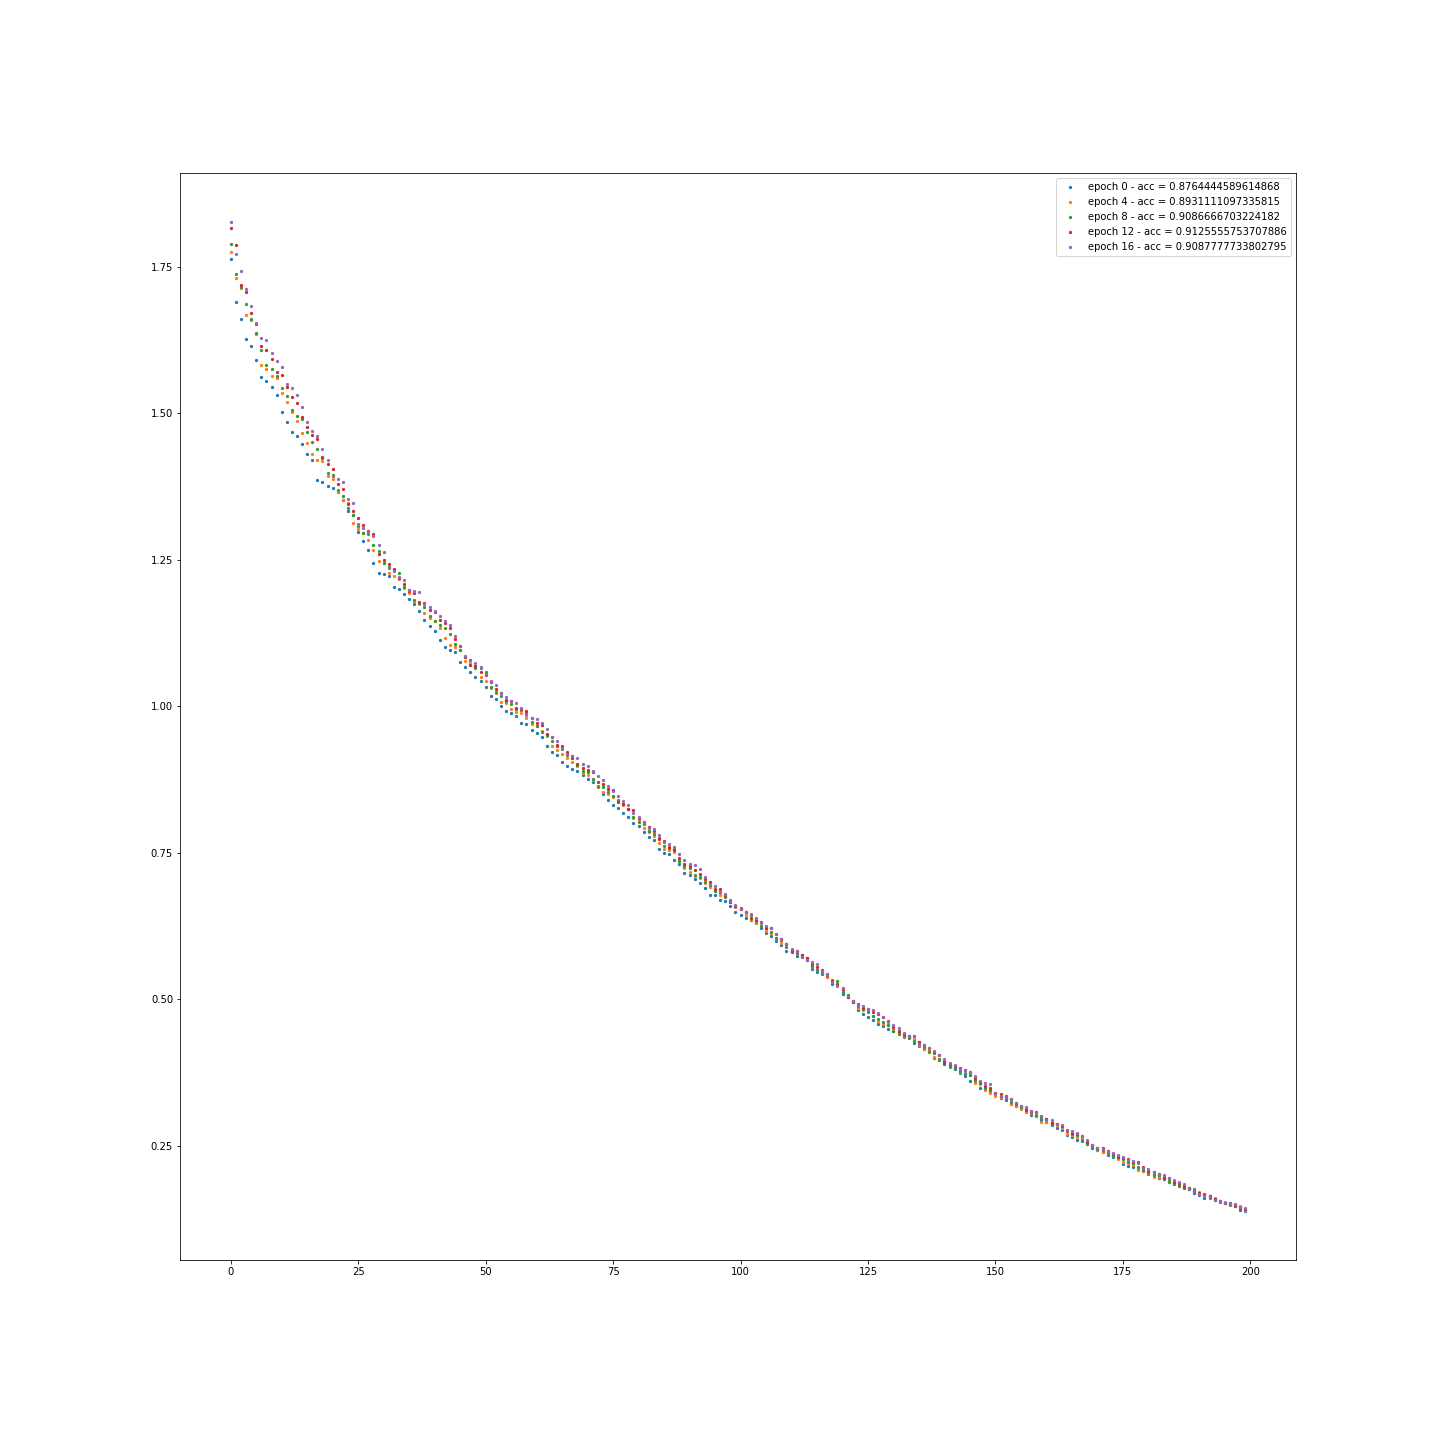 epoch 0 - acc = 0.8764444589614868
epoch 4 - acc = 0.8931111097335815
epoch 8 - acc = 0.9086666703224182
epoch 12 - acc = 0.9125555753707886
epoch 16 - acc = 0.9087777733802795
1.75
1.50
1.25
1.00
0.75
0.50
0.25
0 25 50 75 100 125 150 175 200